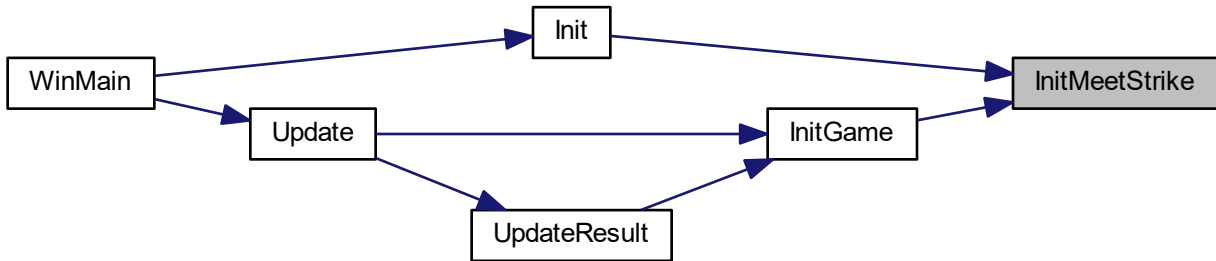 WinMain
Init
Update
UpdateResult
InitGame
InitMeetStrike